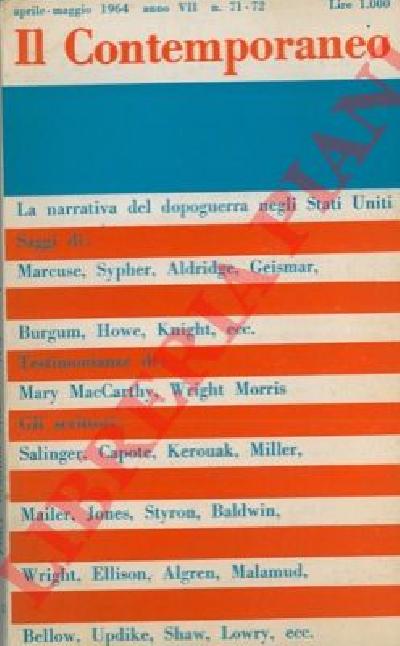 aprile-maggio 1964 anno VII n. 71-72 Lire 1.000
Il Contemporaneo
La narrativa del dopoguerra negli Stati Uniti
Saggi di:
Marcuse, Sypher, Aldridge, Geismar,
Burgum, Howe, Knight, ecc.
Testimonianze di
Mary MacCarthy, Wright Morris
Gli scrittori:
Salinger, Capote, Kerouak, Miller,
Mailer, Jones, Styron, Baldwin,
Wright, Ellison, Algren, Malamud,
Bellow, Updike, Shaw, Lowry, ecc.
LIBRERIA PIANI